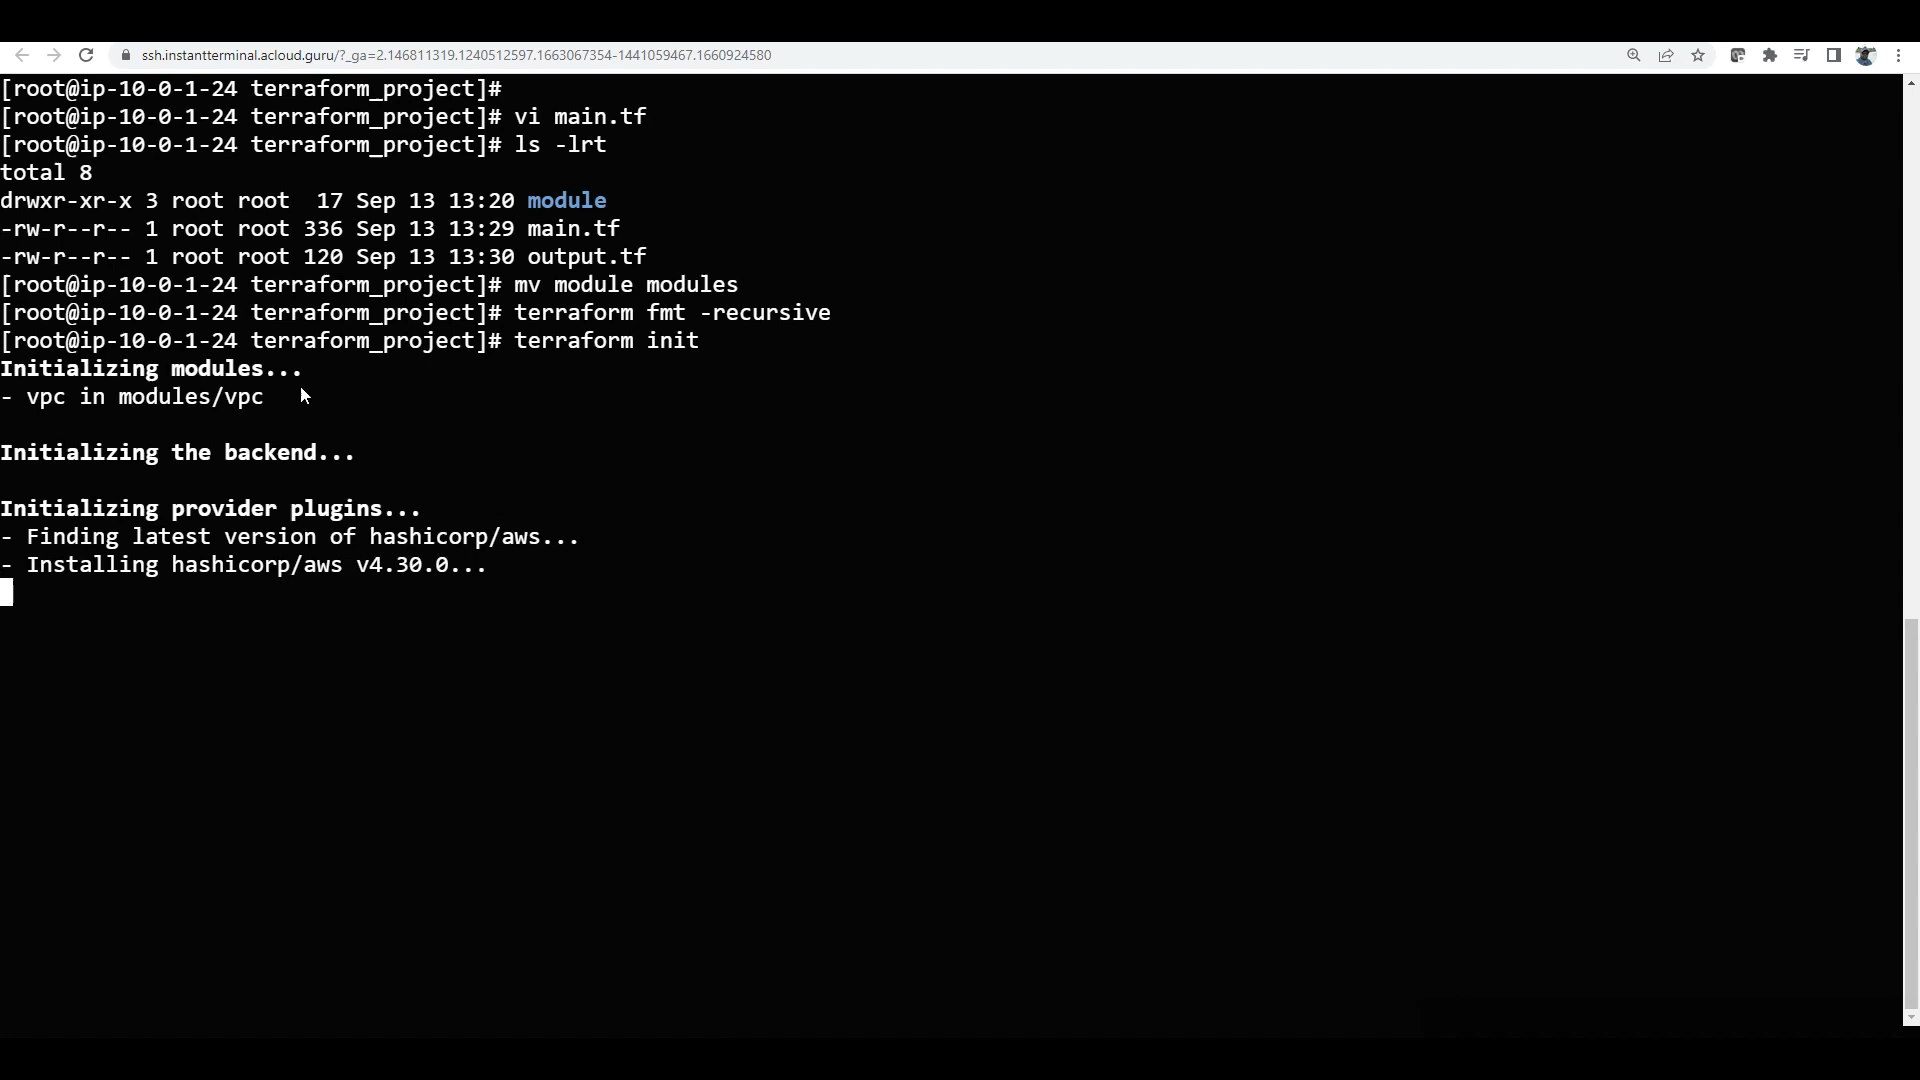 ssh.instantterminal.acloud.guru/?_ga=2.146811319.1240512597.1663067354-1441059467.1660924580
[root@ip-10-0-1-24 terraform_project]#
[root@ip-10-0-1-24 terraform_project]# vi main.tf
[root@ip-10-0-1-24 terraform_project]# ls -lrt
total 8
drwxr-xr-x 3 root root  17 Sep 13 13:20 module
-rw-r--r-- 1 root root 336 Sep 13 13:29 main.tf
-rw-r--r-- 1 root root 120 Sep 13 13:30 output.tf
[root@ip-10-0-1-24 terraform_project]# mv module modules
[root@ip-10-0-1-24 terraform_project]# terraform fmt -recursive
[root@ip-10-0-1-24 terraform_project]# terraform init
Initializing modules...
- vpc in modules/vpc
Initializing the backend...
Initializing provider plugins...
- Finding latest version of hashicorp/aws...
- Installing hashicorp/aws v4.30.0...